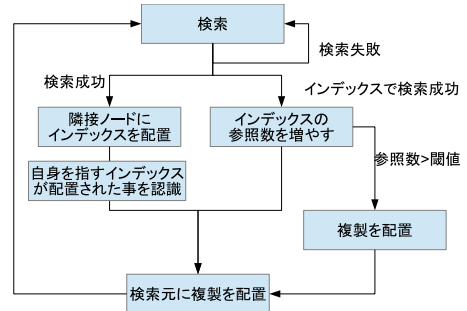 検索
検索失敗
検索成功
インデックスで検索成功
隣接ノードに
インデックスを配置
インデックスの
参照数を増やす
自身を指すインデックス
が配置された事を認識
参照数>閾値
複製を配置
検索元に複製を配置